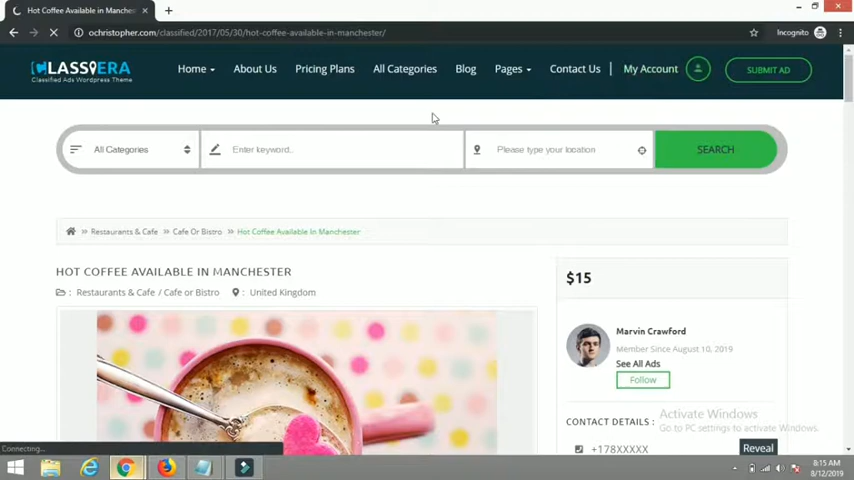 Hot Coffee Available in Manches
ochristopher.com/classified/2017/05/30/hot-coffee-available-in-manchester/
Incognito
CLASSIERA
Classified Ads Wordpress Theme
Home
About Us
Pricing Plans
All Categories
Blog
Pages
Contact Us
My Account
SUBMIT AD
All Categories
Enter keyword..
Please type your location
SEARCH
Restaurants & Cafe » Cafe Or Bistro » Hot Coffee Available In Manchester
HOT COFFEE AVAILABLE IN MANCHESTER
: Restaurants & Cafe / Cafe or Bistro : United Kingdom
$15
Marvin Crawford
Member Since August 10, 2019
See All Ads
Follow
CONTACT DETAILS :
Activate Windows
Go to PC settings to activate Windows.
+178XXXXX
Reveal
Connecting...
8:15 AM
8/12/2019